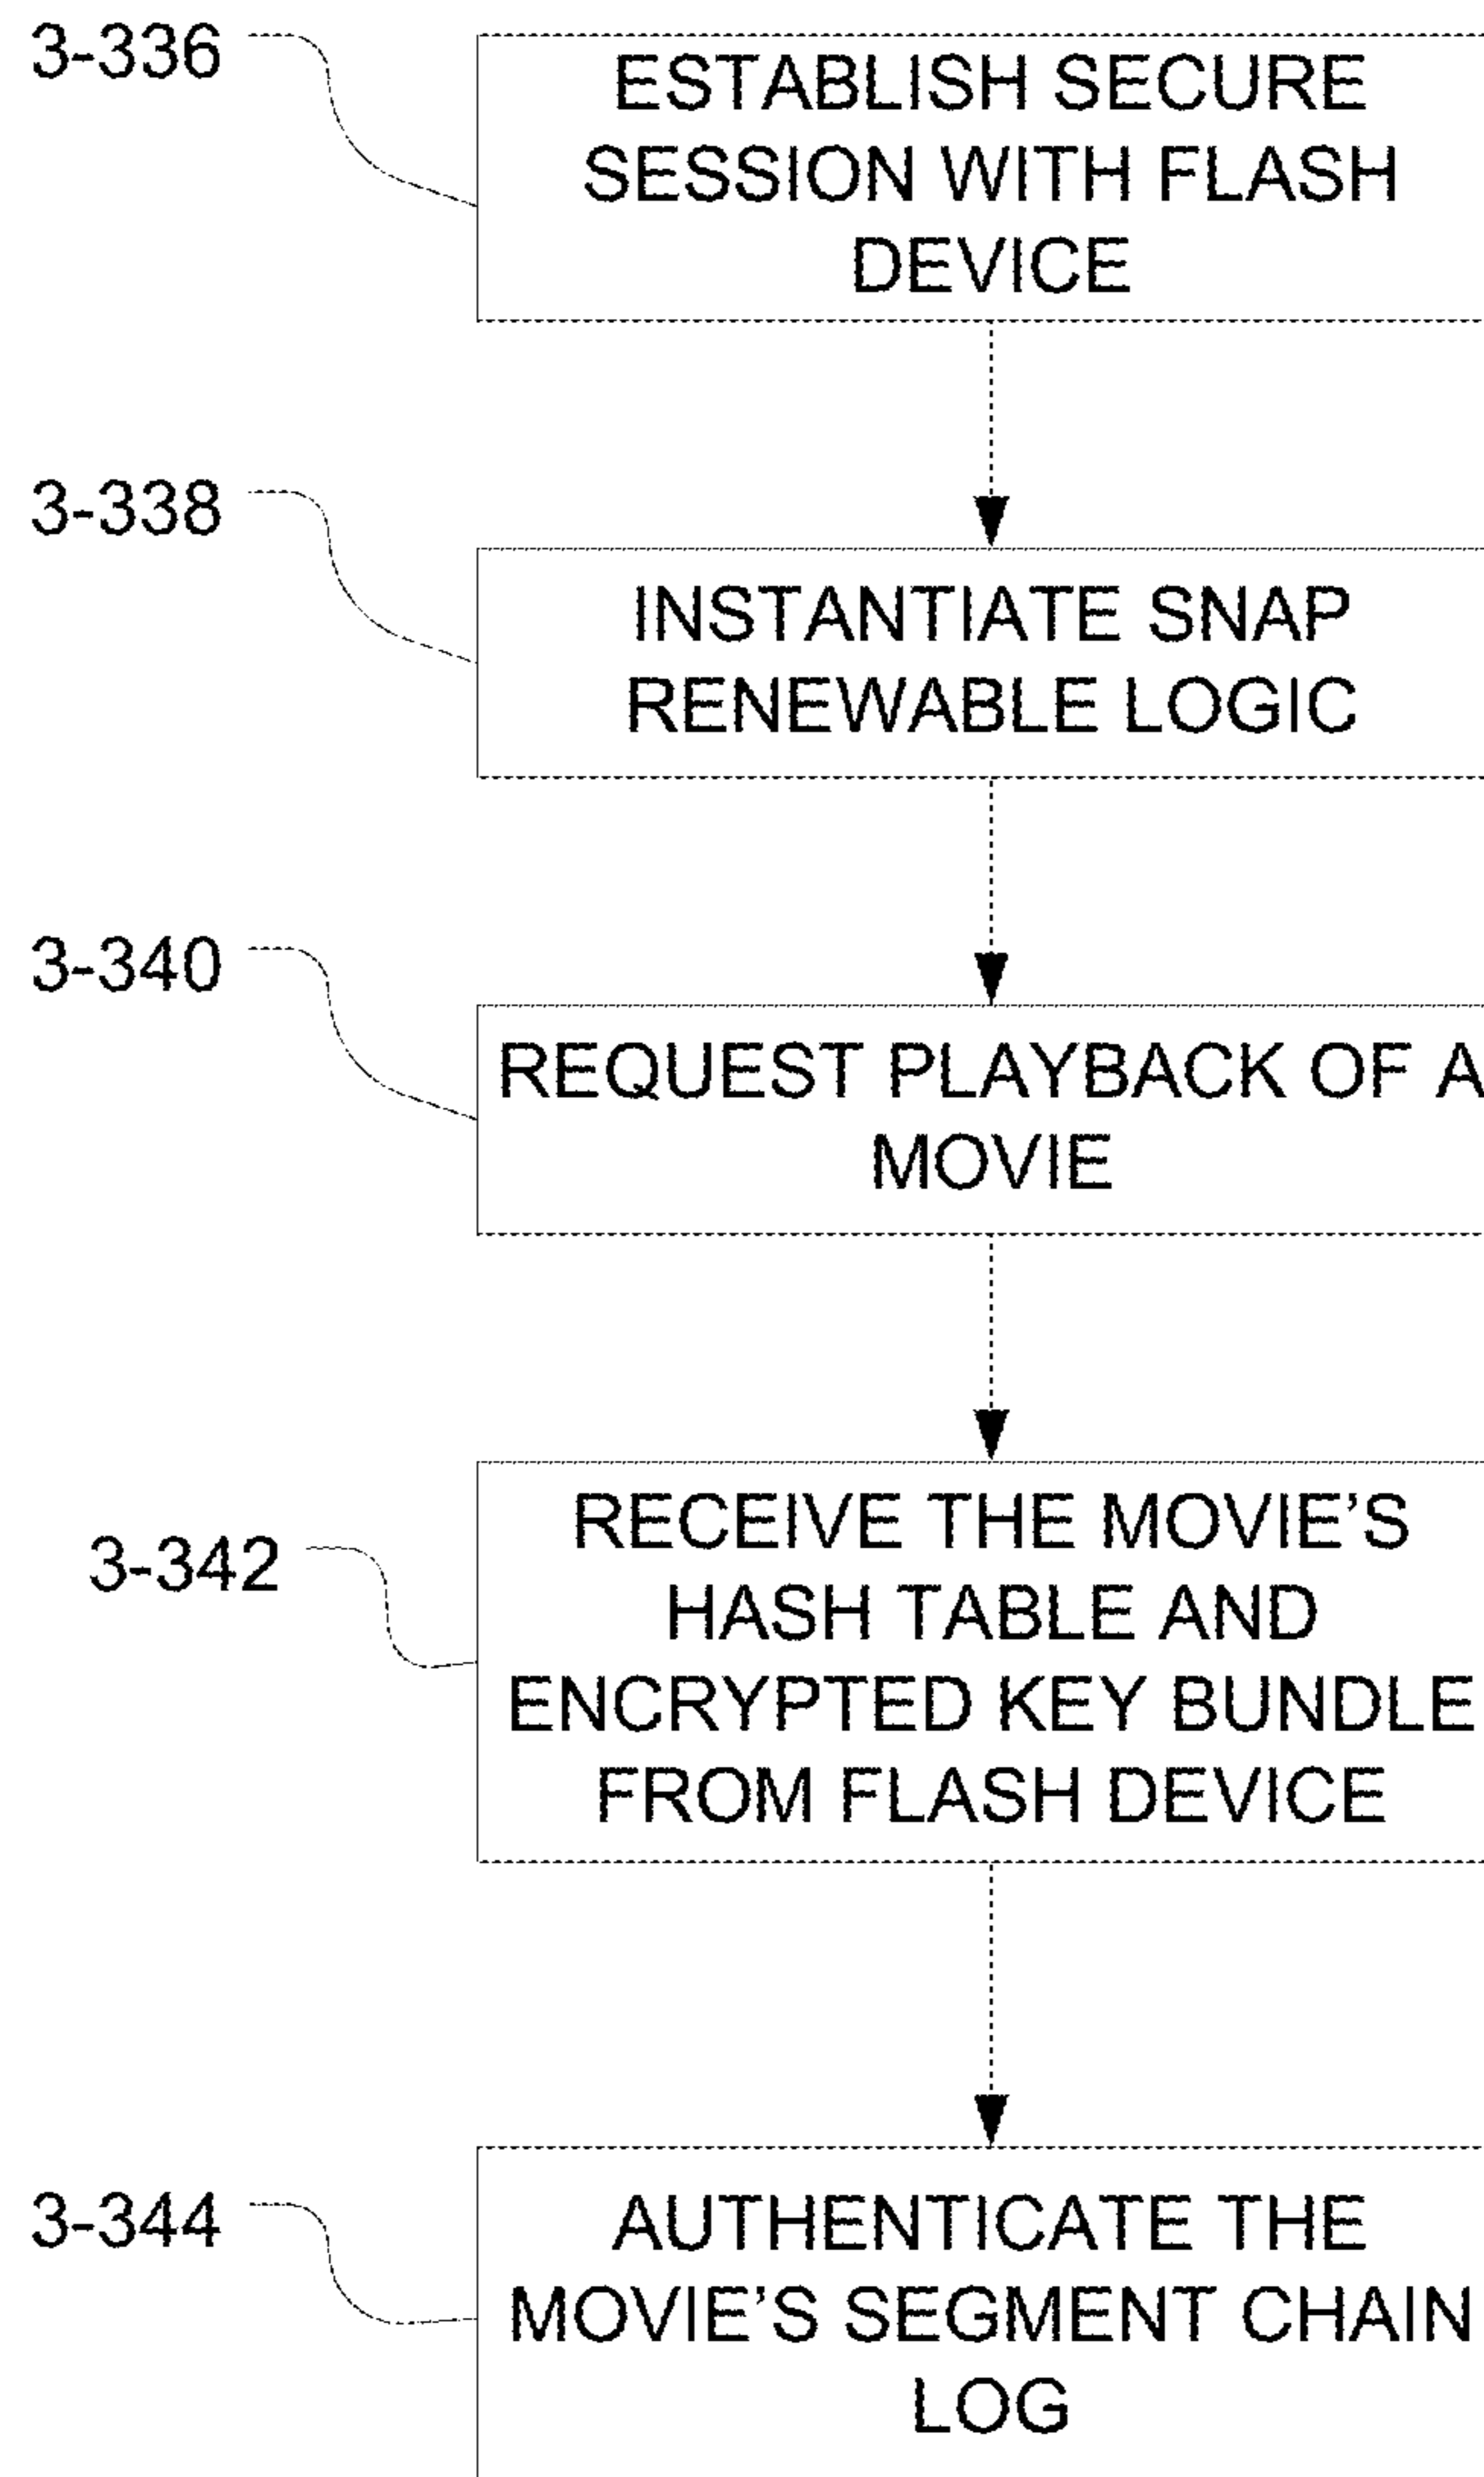 3-336
ESTABLISH SECURE
SESSION WITH FLASH
DEVICE
3-338
INSTANTIATE SNAP
RENEWABLE LOGIC
3-340
REQUEST PLAYBACK OF A
MOVIE
3-342
RECEIVE THE MOVIE’S
HASH TABLE AND
ENCRYPTED KEY BUNDLE
FROM FLASH DEVICE
3-344
AUTHENTICATE THE
MOVIE’S SEGMENT CHAIN
LOG